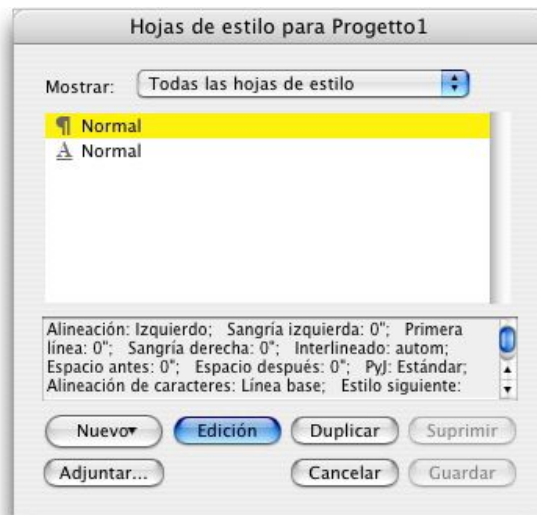 Hojas de estilo para Progetto1
Mostrar: Todas las hojas de estilo
¶ Normal
A Normal
Alineación: Izquierdo; Sangría izquierda: 0"; Primera
línea: 0"; Sangría derecha: 0"; Interlineado: autom;
Espacio antes: 0"; Espacio después: 0"; PyJ: Estándar;
Alineación de caracteres: Línea base; Estilo siguiente:
Nuevo Edición Duplicar Suprimir
Adjuntar... Cancelar Guardar